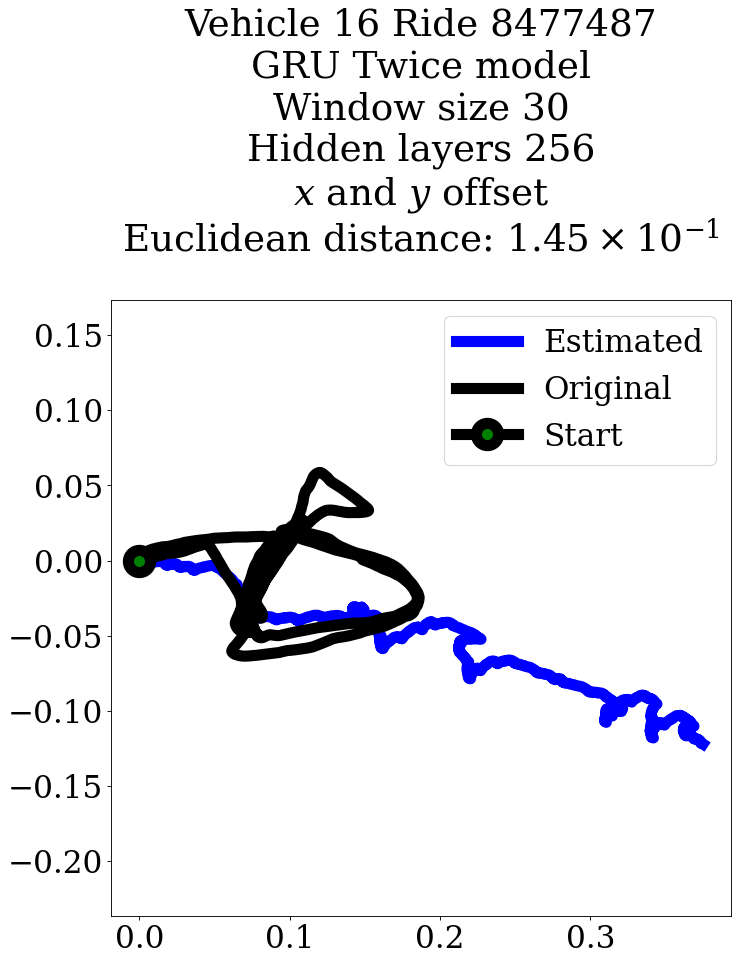 Vehicle 16 Ride 8477487
GRU Twice model
Window size 30
Hidden layers 256
x and y offset
Euclidean distance: 1.45 × 10⁻¹
Estimated
Original
Start
0.15
0.10
0.05
0.00
−0.05
−0.10
−0.15
−0.20
0.0 0.1 0.2 0.3